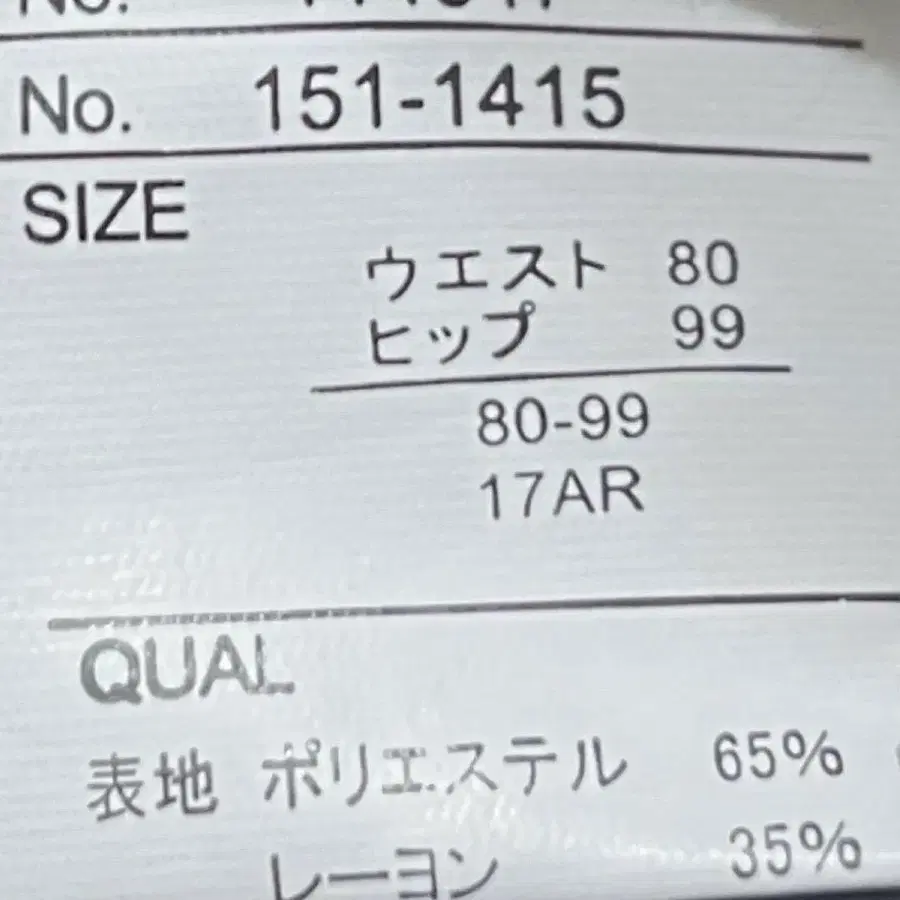 No. 151-1415
SIZE
ウエスト 80
ヒップ 99
80-99
17AR
QUAL
表地 ポリエステル 65%
レーヨン 35%